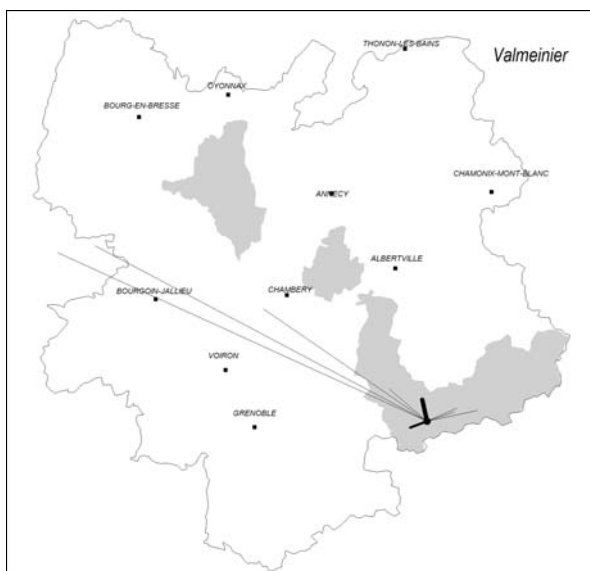 THONON-LES-BAINS
Valmeinier
OYONNAX
BOURG-EN-BRESSE
CHAMONIX-MONT-BLANC
ANNECY
ALBERTVILLE
BOURGOIN-JALLIEU
CHAMBERY
VOIRON
GRENOBLE